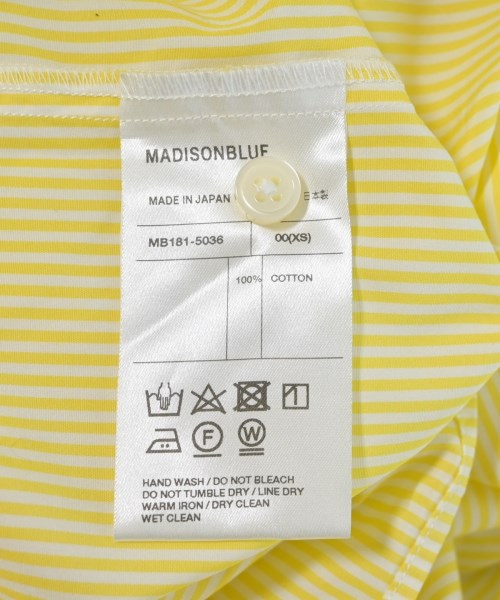 MADISONBLUE
MADE IN JAPAN 日本製
MB181-5036 00(XS)
100% COTTON
F W
HAND WASH / DO NOT BLEACH
DO NOT TUMBLE DRY / LINE DRY
WARM IRON / DRY CLEAN
WET CLEAN